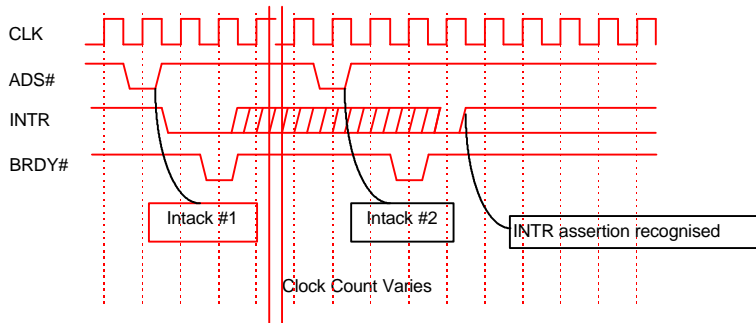 CLK
ADS#
INTR
BRDY#
Intack #1
Intack #2
INTR assertion recognised
Clock Count Varies